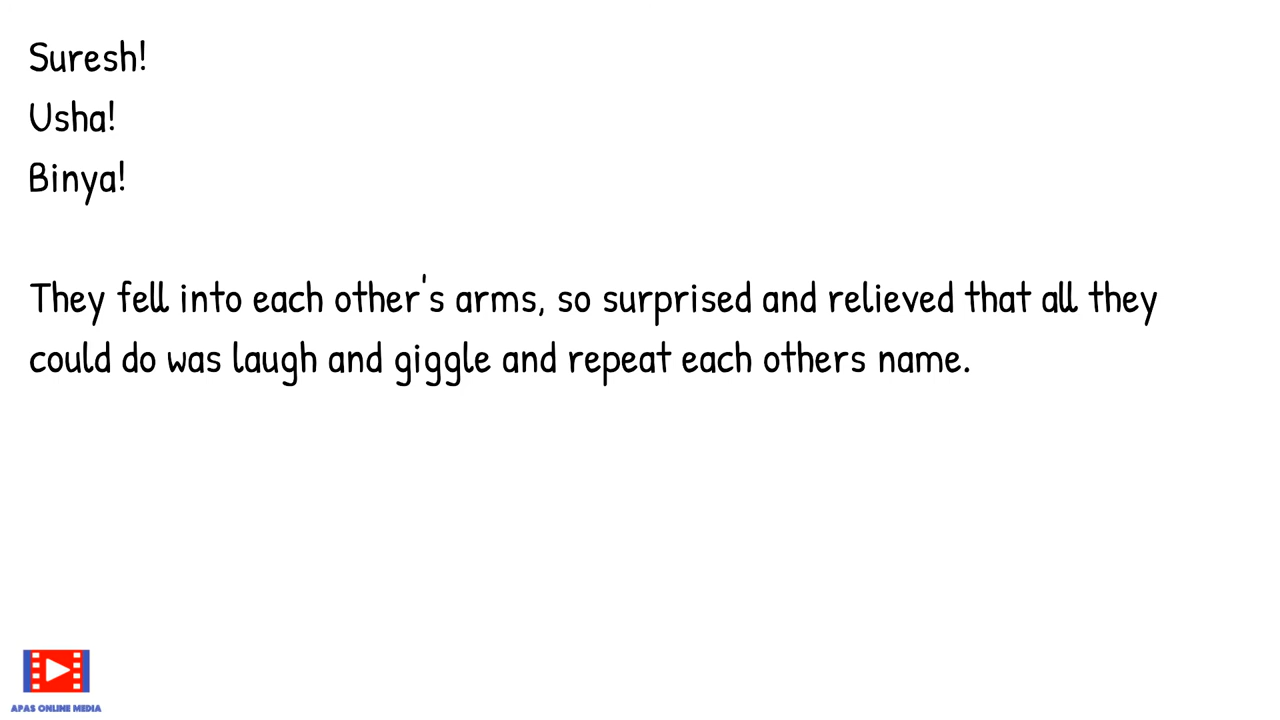 Suresh!
Usha!
Binya!
They fell into each other's arms, so surprised and relieved that all they
could do was laugh and giggle and repeat each others name.
APAS ONLINE MEDIA